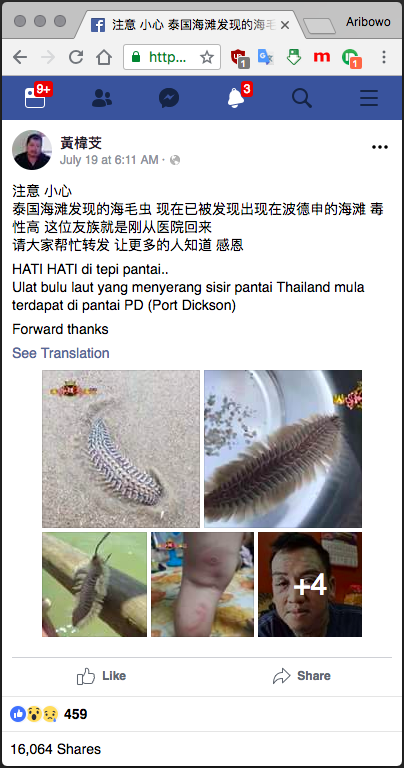 注意 小心 泰国海滩发现的海毛
Aribowo
https...
1
1
9+
3
黃樟芠
July 19 at 6:11 AM
注意 小心
泰国海滩发现的海毛虫 现在已被发现出现在波德申的海滩 毒
性高 这位友族就是刚从医院回来
请大家帮忙转发 让更多的人知道 感恩
HATI HATI di tepi pantai..
Ulat bulu laut yang menyerang sisir pantai Thailand mula
terdapat di pantai PD (Port Dickson)
Forward thanks
See Translation
+4
Like
Share
459
16,064 Shares